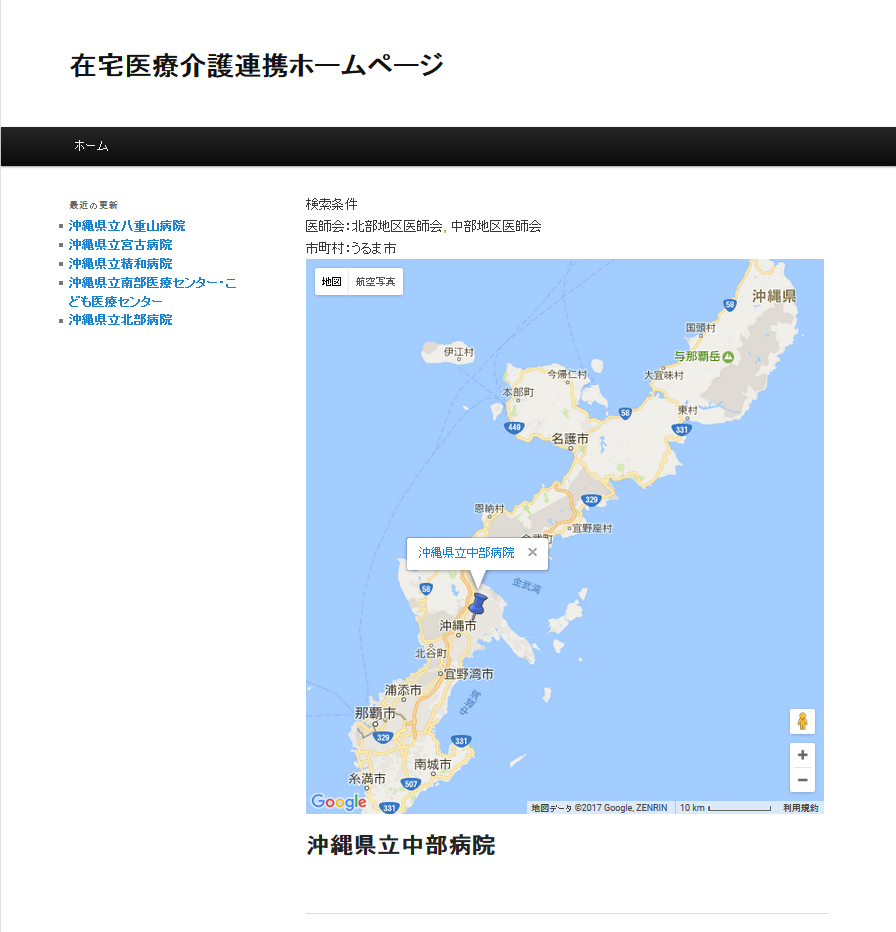 在宅医療介護連携ホームページ
ホーム
最近の更新
沖縄県立八重山病院
沖縄県立宮古病院
沖縄県立精和病院
沖縄県立南部医療センター・こ
ども医療センター
沖縄県立北部病院
検索条件
医師会:北部地区医師会, 中部地区医師会
市町村:うるま市
地図 航空写真
沖縄県
58
国頭村
与那覇岳
伊江村
今帰仁村
大宜味村
本部町
東村
58
449
331
名護市
329
恩納村
宜野座村
金武町
沖縄県立中部病院 ×
58
金武湾
沖縄市
北谷町
宜野湾市
浦添市
中城湾
那覇市
329
331
南城市
糸満市
507
331
+
−
Google
地図データ ©2017 Google, ZENRIN 10 km 利用規約
沖縄県立中部病院